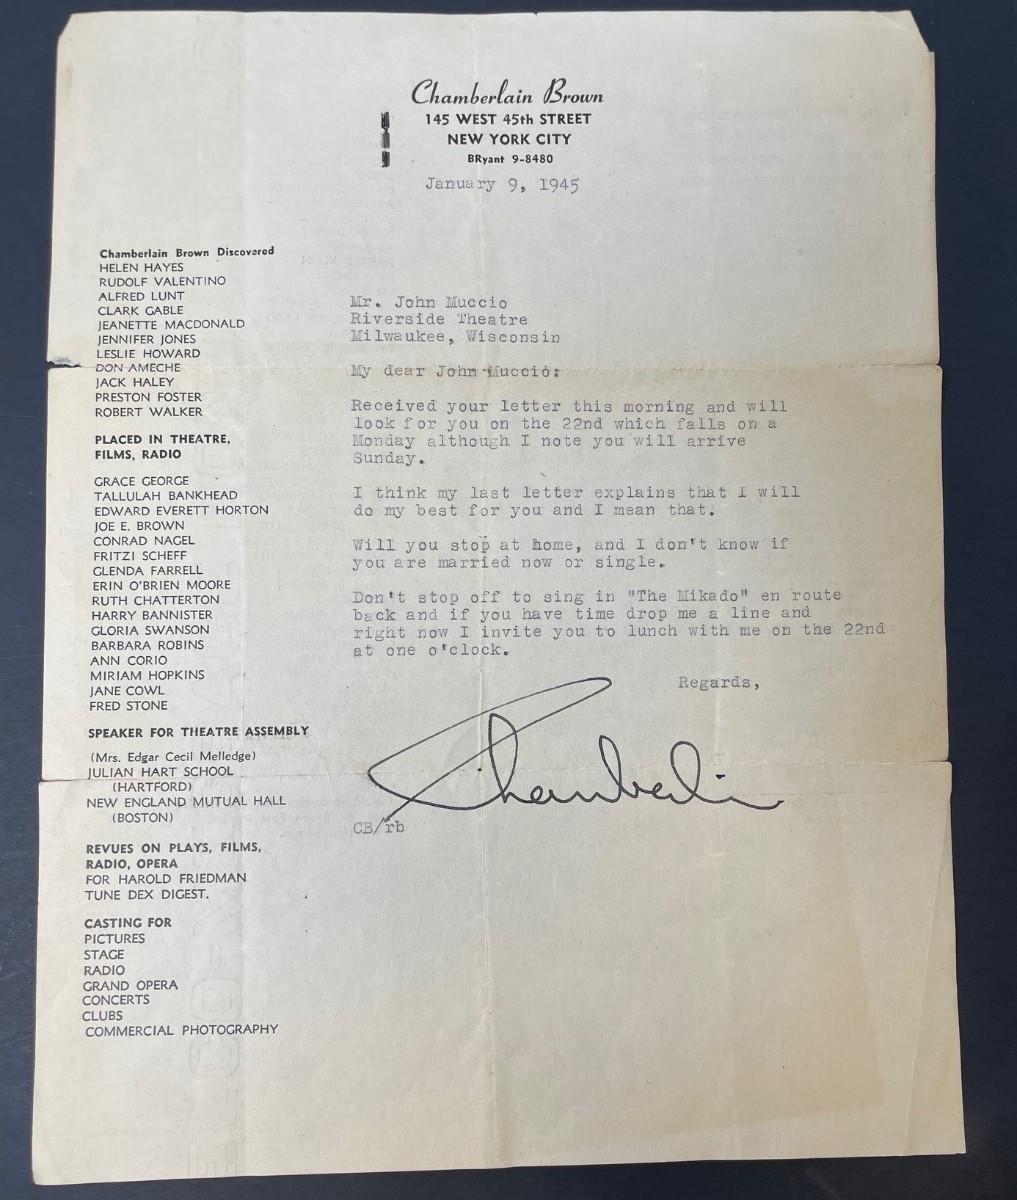 Chamberlain Brown
145 WEST 45th STREET
NEW YORK CITY
BRyant 9-8480
January 9, 1945
Chamberlain Brown Discovered
HELEN HAYES
RUDOLF VALENTINO
ALFRED LUNT
CLARK GABLE
JEANETTE MACDONALD
JENNIFER JONES
LESLIE HOWARD
DON AMECHE
JACK HALEY
PRESTON FOSTER
ROBERT WALKER
PLACED IN THEATRE,
FILMS, RADIO
GRACE GEORGE
TALLULAH BANKHEAD
EDWARD EVERETT HORTON
JOE E. BROWN
CONRAD NAGEL
FRITZI SCHEFF
GLENDA FARRELL
ERIN O'BRIEN MOORE
RUTH CHATTERTON
HARRY BANNISTER
GLORIA SWANSON
BARBARA ROBINS
ANN CORIO
MIRIAM HOPKINS
JANE COWL
FRED STONE
SPEAKER FOR THEATRE ASSEMBLY
(Mrs. Edgar Cecil Melledge)
JULIAN HART SCHOOL
(HARTFORD)
NEW ENGLAND MUTUAL HALL
(BOSTON)
REVUES ON PLAYS, FILMS,
RADIO, OPERA
FOR HAROLD FRIEDMAN
TUNE DEX DIGEST.
CASTING FOR
PICTURES
STAGE
RADIO
GRAND OPERA
CONCERTS
CLUBS
COMMERCIAL PHOTOGRAPHY
Mr. John Muccio
Riverside Theatre
Milwaukee, Wisconsin
My dear John Muccio:
Received your letter this morning and will
look for you on the 22nd which falls on a
Monday although I note you will arrive
Sunday.
I think my last letter explains that I will
do my best for you and I mean that.
Will you stop at home, and I don't know if
you are married now or single.
Don't stop off to sing in "The Mikado" en route
back and if you have time drop me a line and
right now I invite you to lunch with me on the 22nd
at one o'clock.
Regards,
Chamberlain
CB/rb